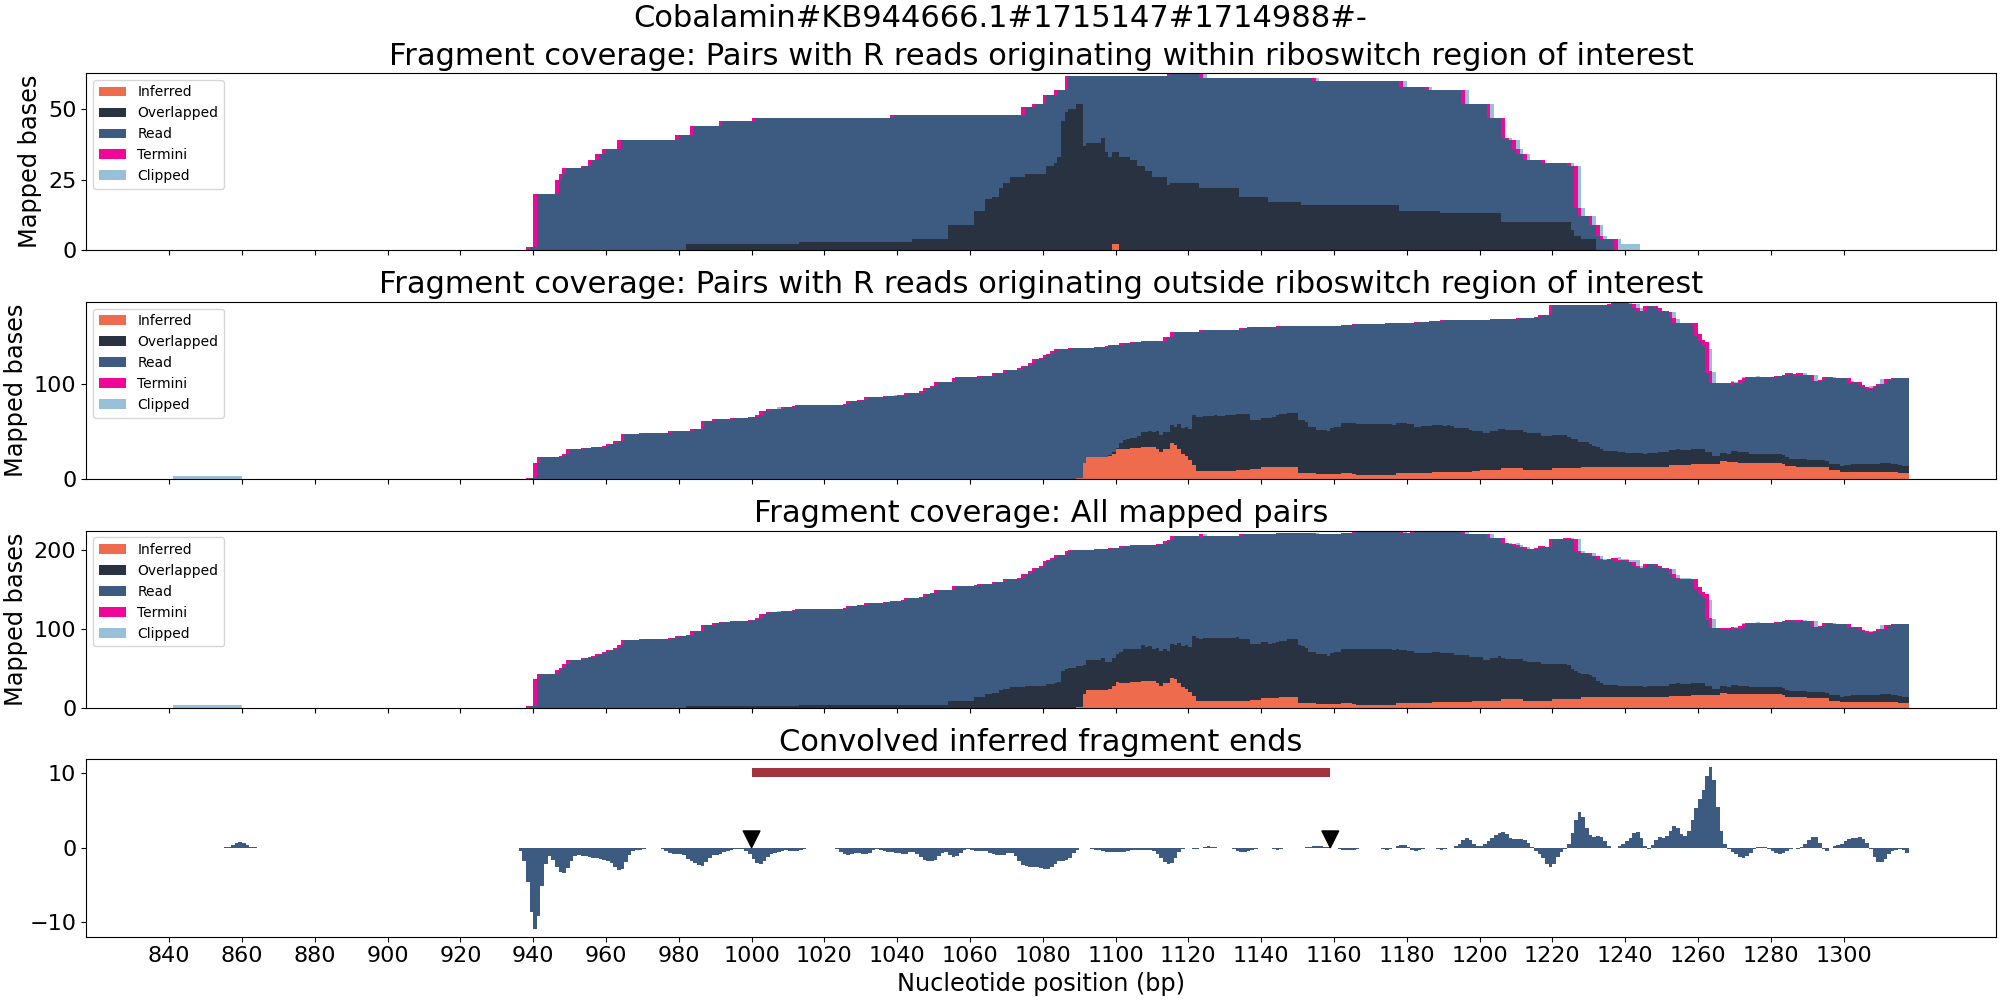 Cobalamin#KB944666.1#1715147#1714988#-
Fragment coverage: Pairs with R reads originating within riboswitch region of interest
Mapped bases
50
25
0
Inferred
Overlapped
Read
Termini
Clipped
Fragment coverage: Pairs with R reads originating outside riboswitch region of interest
Mapped bases
100
0
Inferred
Overlapped
Read
Termini
Clipped
Fragment coverage: All mapped pairs
Mapped bases
200
100
0
Inferred
Overlapped
Read
Termini
Clipped
Convolved inferred fragment ends
10
0
−10
840 860 880 900 920 940 960 980 1000 1020 1040 1060 1080 1100 1120 1140 1160 1180 1200 1220 1240 1260 1280 1300
Nucleotide position (bp)